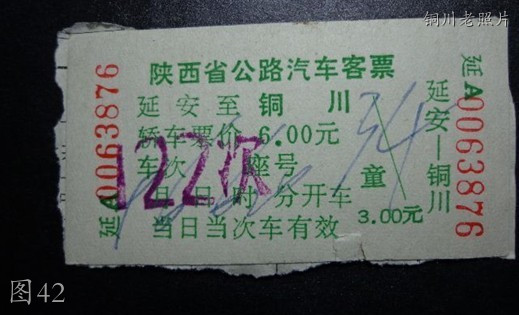 铜川老照片
陕西省公路汽车客票
延安至铜川
轿车票价6.00元
车次 座号
月日时分开车
当日当次车有效
122次
童
3.00元
延A0063876
延安—铜川
延A0063876
图42